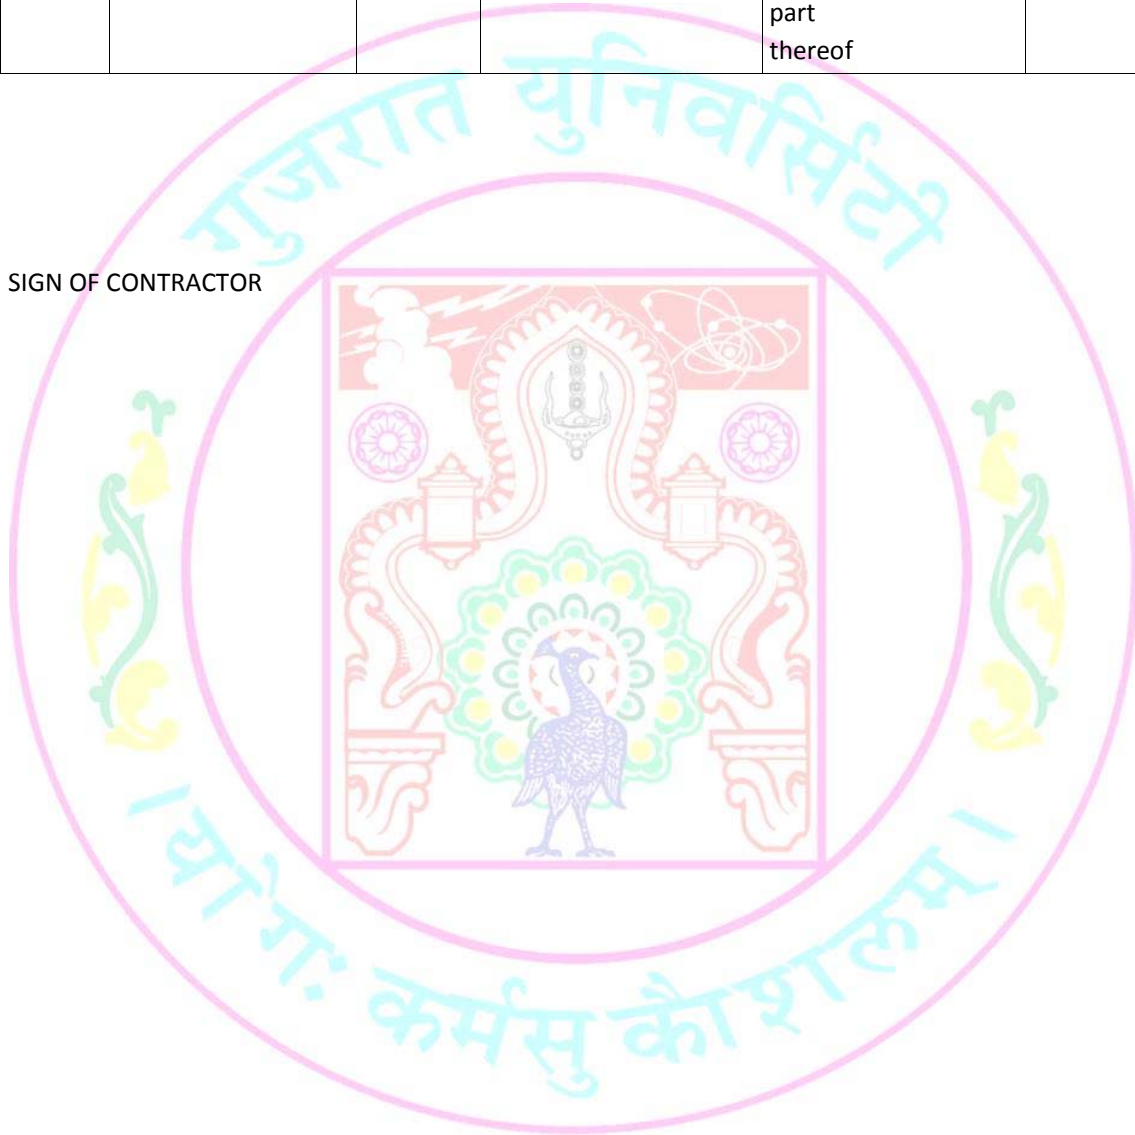 part
thereof
गुजरात युनिवर्सिटी
SIGN OF CONTRACTOR
। योगः कर्मसु कौशलम् ।